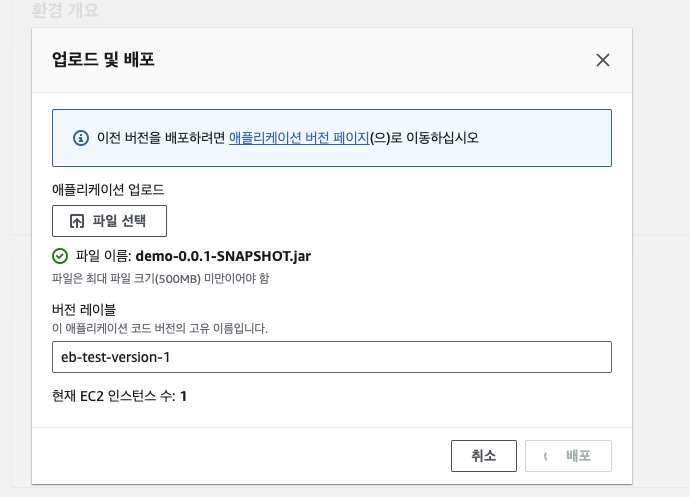 환경 개요
업로드 및 배포
이전 버전을 배포하려면 애플리케이션 버전 페이지(으)로 이동하십시오
애플리케이션 업로드
파일 선택
파일 이름: demo-0.0.1-SNAPSHOT.jar
파일은 최대 파일 크기(500MB) 미만이어야 함
버전 레이블
이 애플리케이션 코드 버전의 고유 이름입니다.
eb-test-version-1
현재 EC2 인스턴스 수: 1
취소
배포